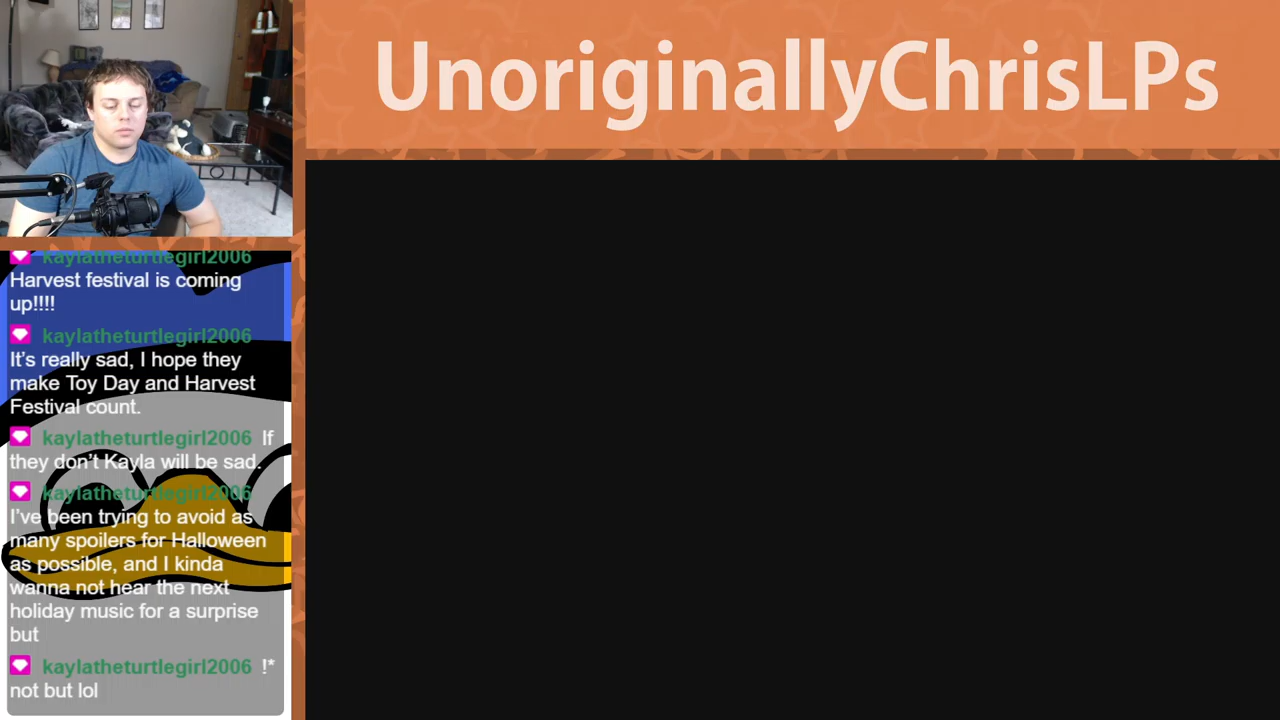 UnoriginallyChrisLPs
kaylatheturtlegirl2006
Harvest festival is coming
up!!!!
kaylatheturtlegirl2006
It’s really sad, I hope they
make Toy Day and Harvest
Festival count.
kaylatheturtlegirl2006 If
they don’t Kayla will be sad.
kaylatheturtlegirl2006
I’ve been trying to avoid as
many spoilers for Halloween
as possible, and I kinda
wanna not hear the next
holiday music for a surprise
but
kaylatheturtlegirl2006 !*
not but lol